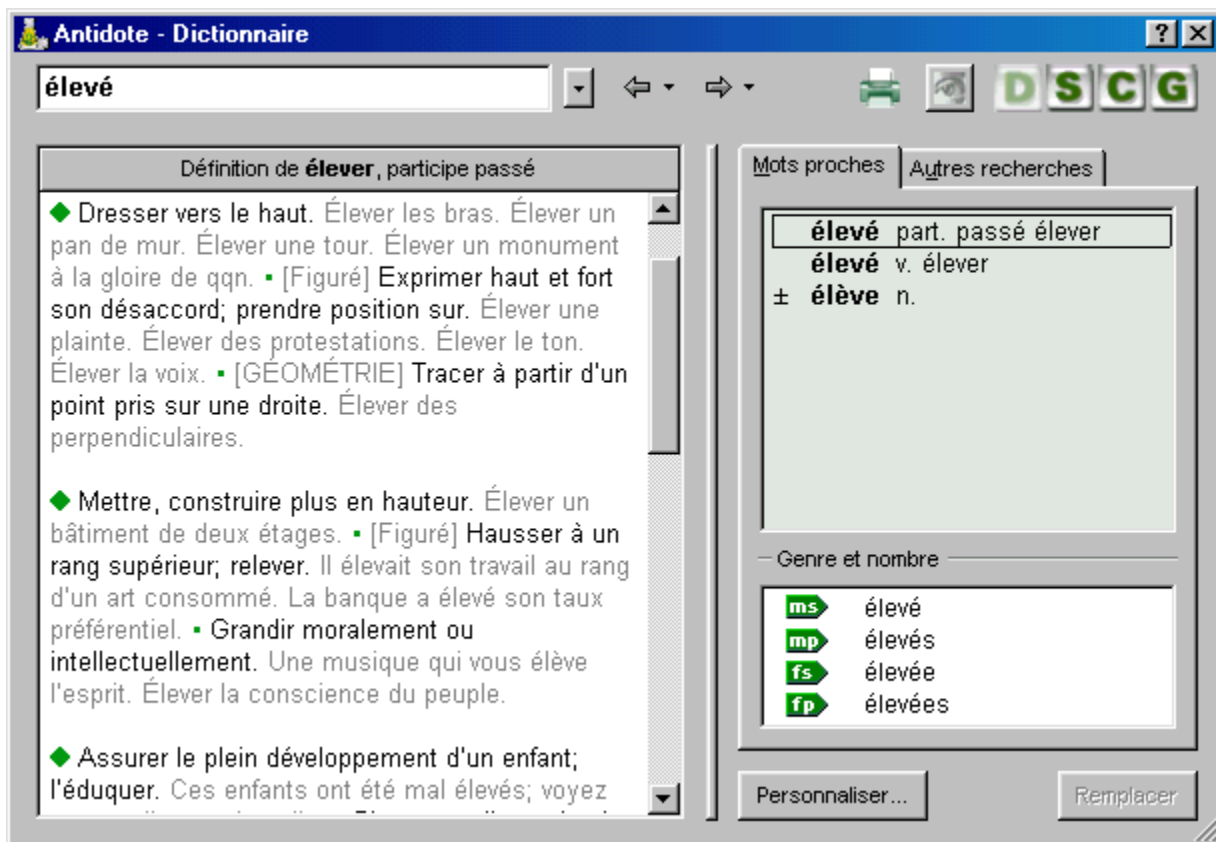 Antidote - Dictionnaire
élevé
D S C G
Définition de élever, participe passé
◆ Dresser vers le haut. Élever les bras. Élever un
pan de mur. Élever une tour. Élever un monument
à la gloire de qqn. ▪ [Figuré] Exprimer haut et fort
son désaccord; prendre position sur. Élever une
plainte. Élever des protestations. Élever le ton.
Élever la voix. ▪ [GÉOMÉTRIE] Tracer à partir d'un
point pris sur une droite. Élever des
perpendiculaires.
◆ Mettre, construire plus en hauteur. Élever un
bâtiment de deux étages. ▪ [Figuré] Hausser à un
rang supérieur; relever. Il élevait son travail au rang
d'un art consommé. La banque a élevé son taux
préférentiel. ▪ Grandir moralement ou
intellectuellement. Une musique qui vous élève
l'esprit. Élever la conscience du peuple.
◆ Assurer le plein développement d'un enfant;
l'éduquer. Ces enfants ont été mal élevés; voyez
Mots proches
Autres recherches
élevé part. passé élever
élevé v. élever
± élève n.
Genre et nombre
ms élevé
mp élevés
fs élevée
fp élevées
Personnaliser...
Remplacer